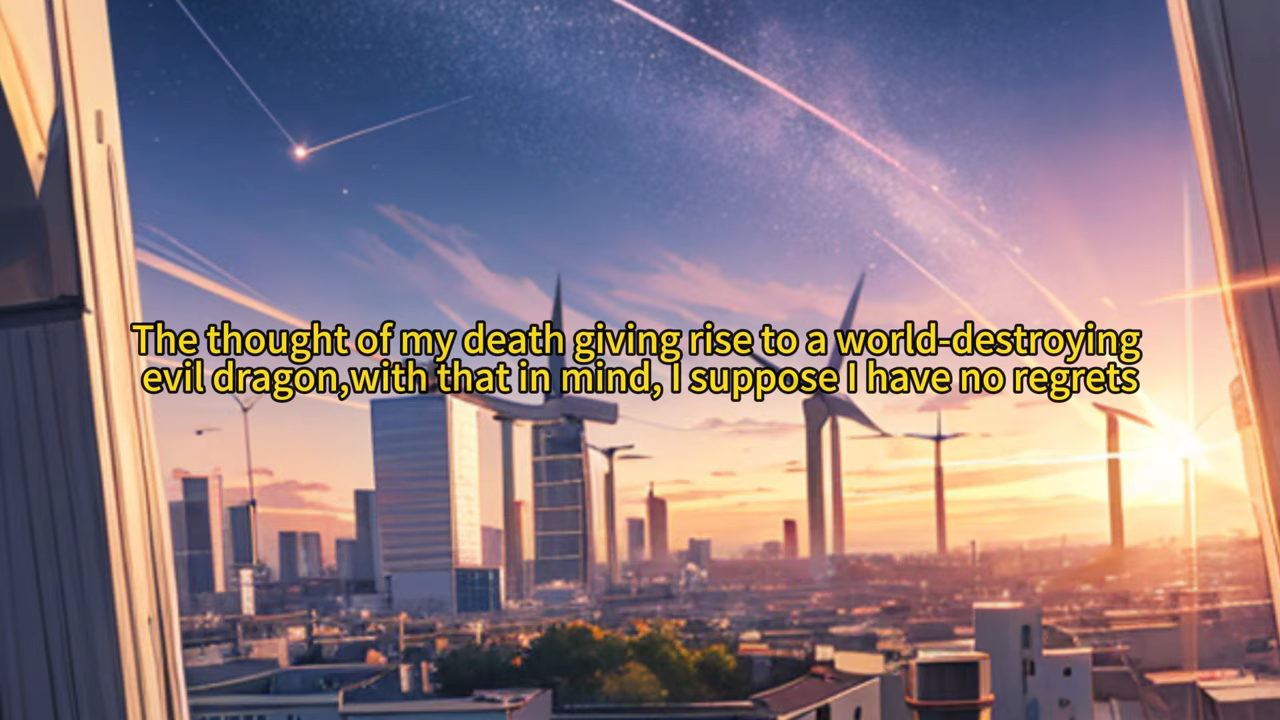 The thought of my death giving rise to a world-destroying
evil dragon,with that in mind, I suppose I have no regrets